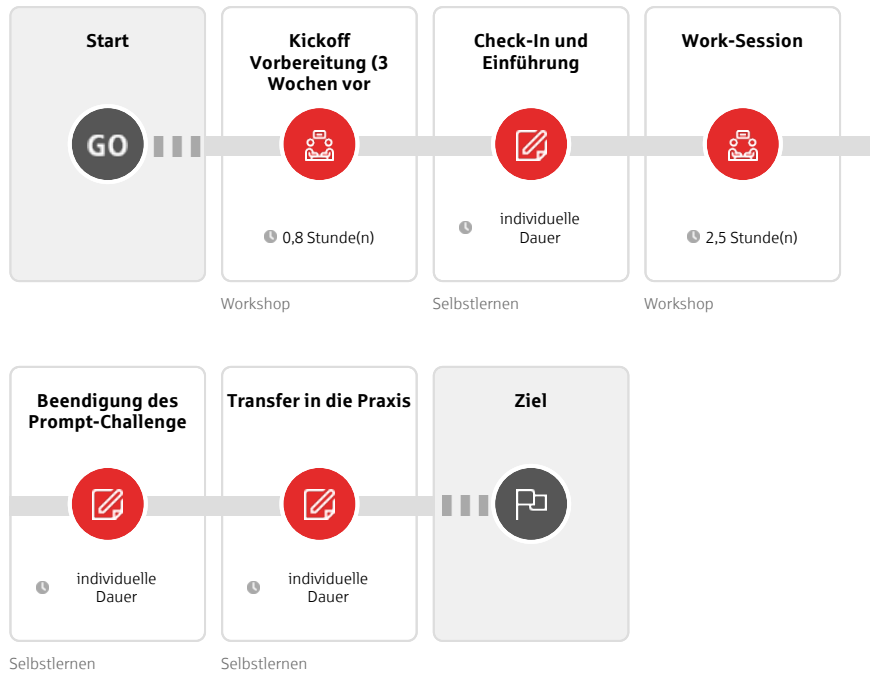 Start
GO
Kickoff
Vorbereitung (3
Wochen vor
0,8 Stunde(n)
Workshop
Check-In und
Einführung
individuelle
Dauer
Selbstlernen
Work-Session
2,5 Stunde(n)
Workshop
Beendigung des
Prompt-Challenge
individuelle
Dauer
Selbstlernen
Transfer in die Praxis
individuelle
Dauer
Selbstlernen
Ziel